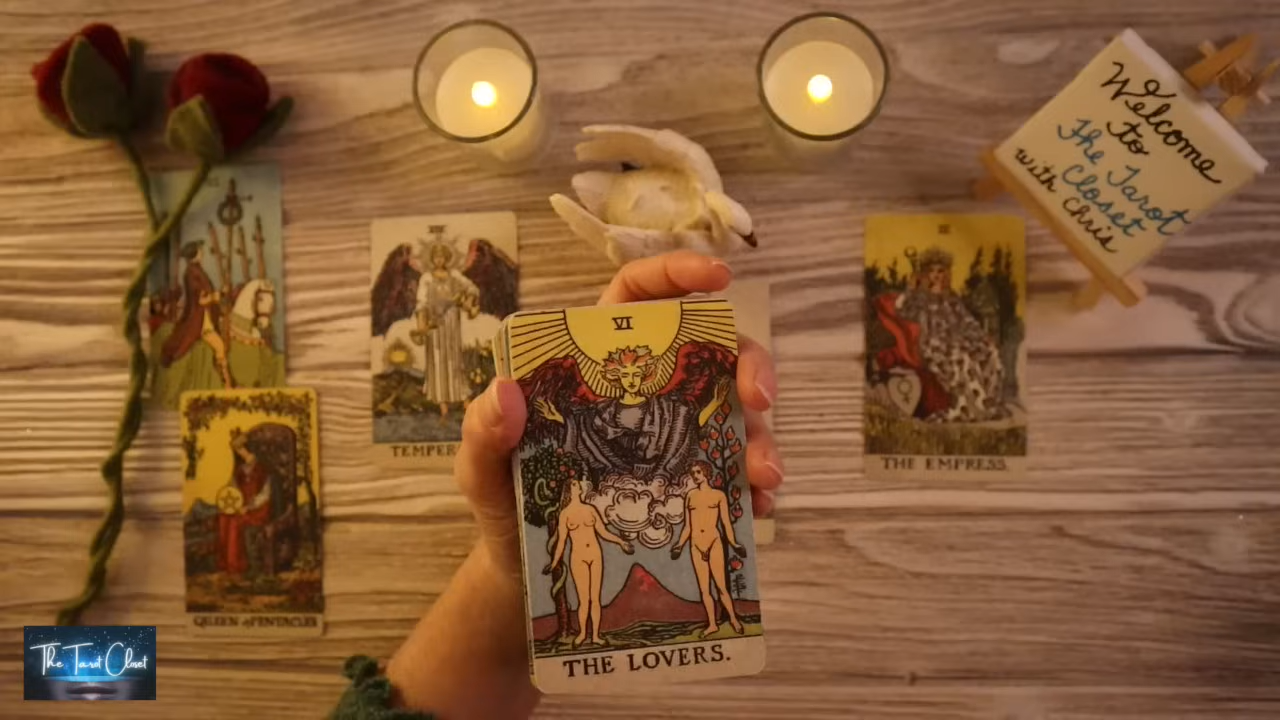 Welcome
to
The Tarot
Closet
with Chris
III
THE EMPRESS.
TEMPER
VI
THE LOVERS.
QUEEN of PENTACLES
The Tarot Closet